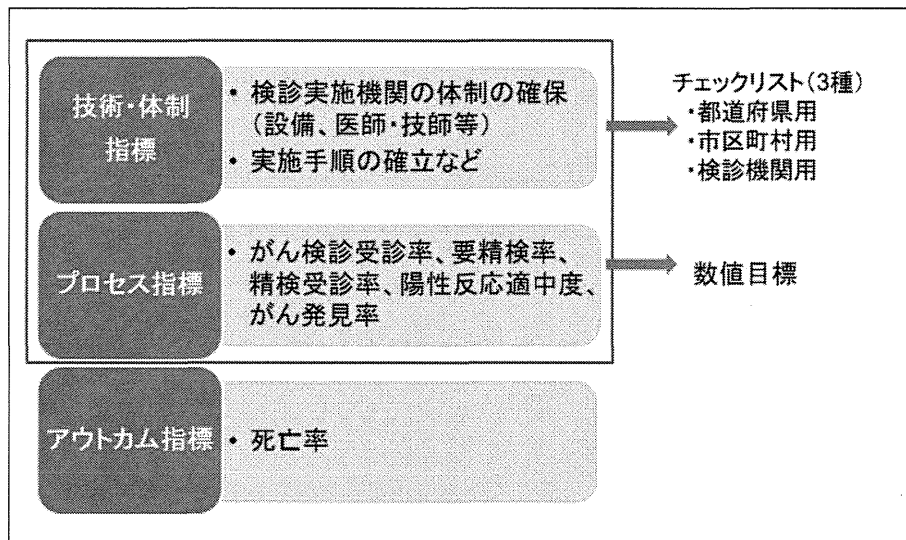 技術・体制
指標
・検診実施機関の体制の確保
（設備、医師・技師等）
・実施手順の確立など
チェックリスト（3種）
・都道府県用
・市区町村用
・検診機関用
プロセス指標
・がん検診受診率、要精検率、
精検受診率、陽性反応適中度、
がん発見率
数値目標
アウトカム指標
・死亡率